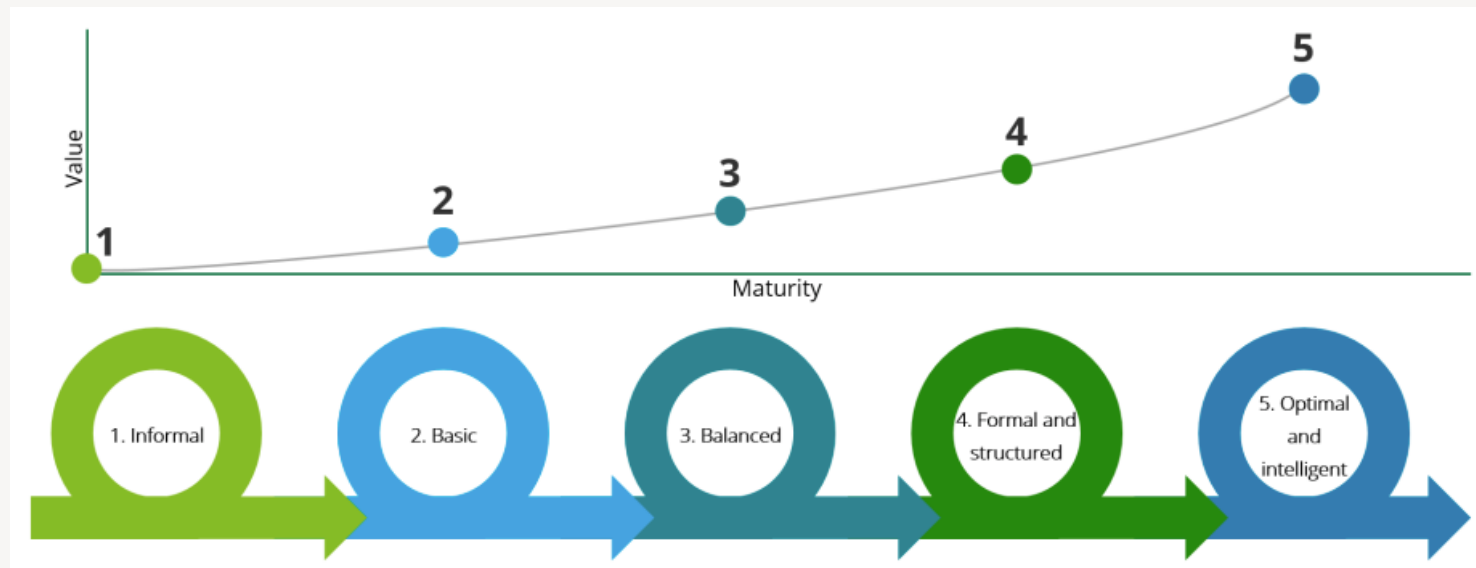 5
4
3
2
1
Value
Maturity
1. Informal
2. Basic
3. Balanced
4. Formal and
structured
5. Optimal
and
intelligent